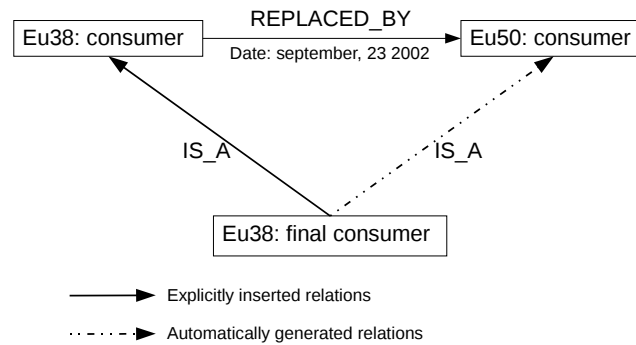 REPLACED_BY
Eu38: consumer
Eu50: consumer
Date: september, 23 2002
IS_A
IS_A
Eu38: final consumer
Explicitly inserted relations
Automatically generated relations